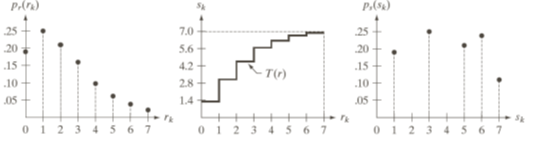 p_r(r_k)
.25
.20
.15
.10
.05
0 1 2 3 4 5 6 7 r_k
s_k
7.0
5.6
4.2
2.8
1.4
T(r)
0 1 2 3 4 5 6 7 r_k
p_s(s_k)
.25
.20
.15
.10
.05
0 1 2 3 4 5 6 7 s_k